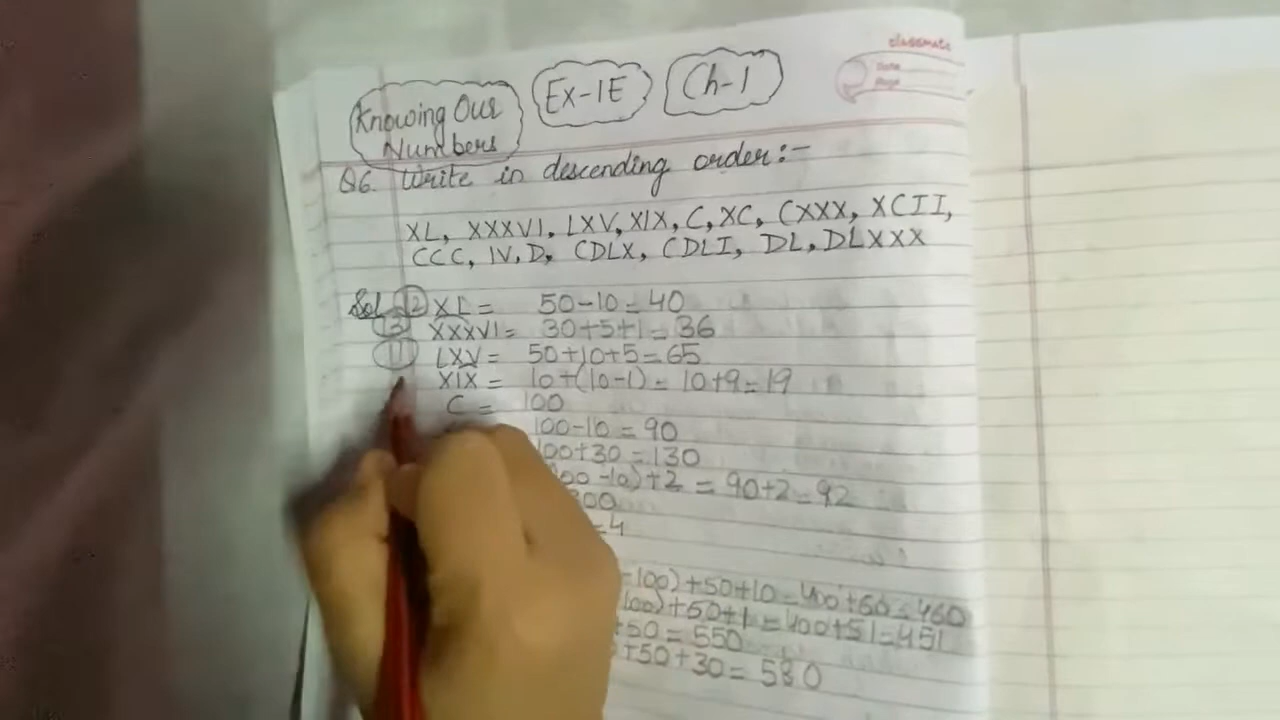 classmate
Date
Page
Knowing Our Numbers
Ex-1E
Ch-1
Q6. Write in descending order:-
XL, XXXVI, LXV, XIX, C, XC, CXXX, XCII,
CCC, IV, D, CDLX, CDLI, DL, DLXXX
Sol (12) XL = 50-10=40
(13) XXXVI= 30+5+1=36
(11) LXV= 50+10+5=65
XIX = 10+(10-1)=10+9=19
C = 100
100-10=90
100+30=130
-10)+2 = 90+2=92
300
=4
-100)+50+10=400+60=460
100)+50+1=400+51=451
+50=550
+50+30=580